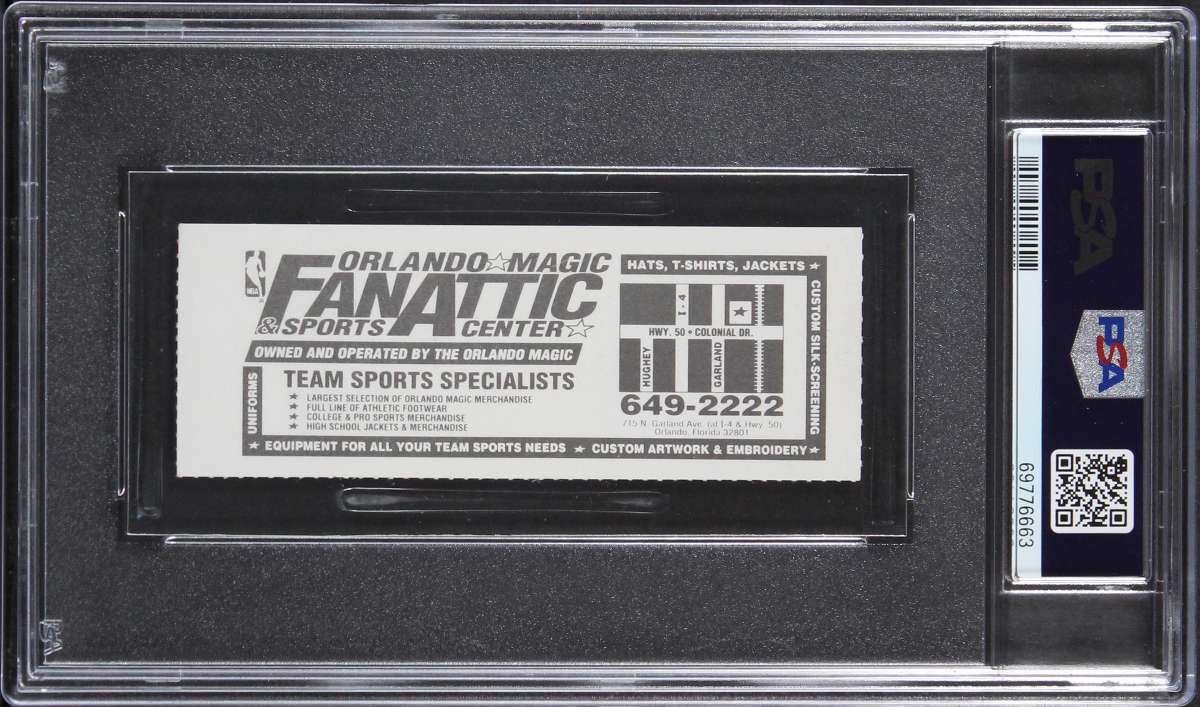 NBA
ORLANDO MAGIC
FANATTIC
& SPORTS CENTER
OWNED AND OPERATED BY THE ORLANDO MAGIC
UNIFORMS
TEAM SPORTS SPECIALISTS
★ LARGEST SELECTION OF ORLANDO MAGIC MERCHANDISE
★ FULL LINE OF ATHLETIC FOOTWEAR
★ COLLEGE & PRO SPORTS MERCHANDISE
★ HIGH SCHOOL JACKETS & MERCHANDISE
★ EQUIPMENT FOR ALL YOUR TEAM SPORTS NEEDS ★ CUSTOM ARTWORK & EMBROIDERY ★
HATS, T-SHIRTS, JACKETS ★
CUSTOM SILK-SCREENING
I-4
HWY. 50 • COLONIAL DR.
HUGHEY
GARLAND
649-2222
715 N. Garland Ave. (at I-4 & Hwy. 50)
Orlando, Florida 32801
PSA
PSA
69776663